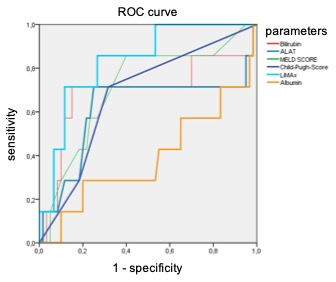 ROC curve
parameters
Bilirubin
ALAT
MELD SCORE
Child-Pugh-Score
LiMAx
Albumin
sensitivity
1,0
0,8
0,6
0,4
0,2
0,0
0,0 0,2 0,4 0,6 0,8 1,0
1 - specificity